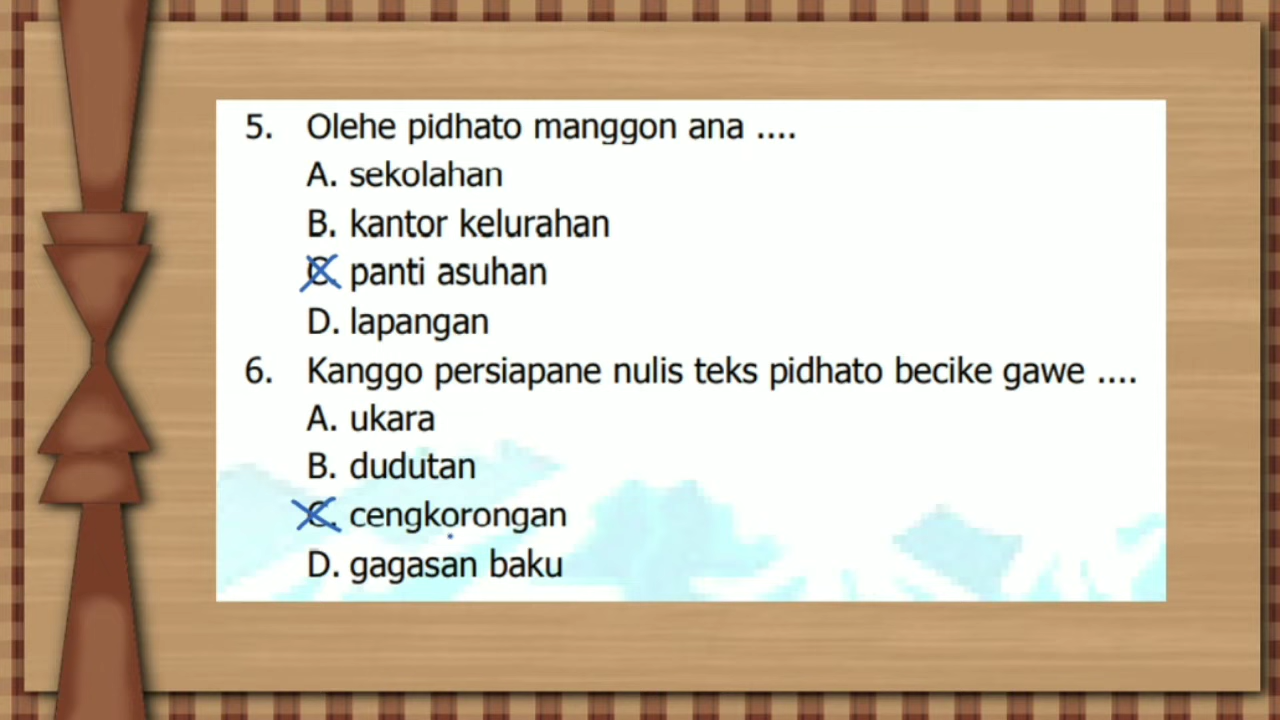 5. Olehe pidhato manggon ana ....
A. sekolahan
B. kantor kelurahan
C. panti asuhan
D. lapangan
6. Kanggo persiapane nulis teks pidhato becike gawe ....
A. ukara
B. dudutan
C. cengkorongan
D. gagasan baku